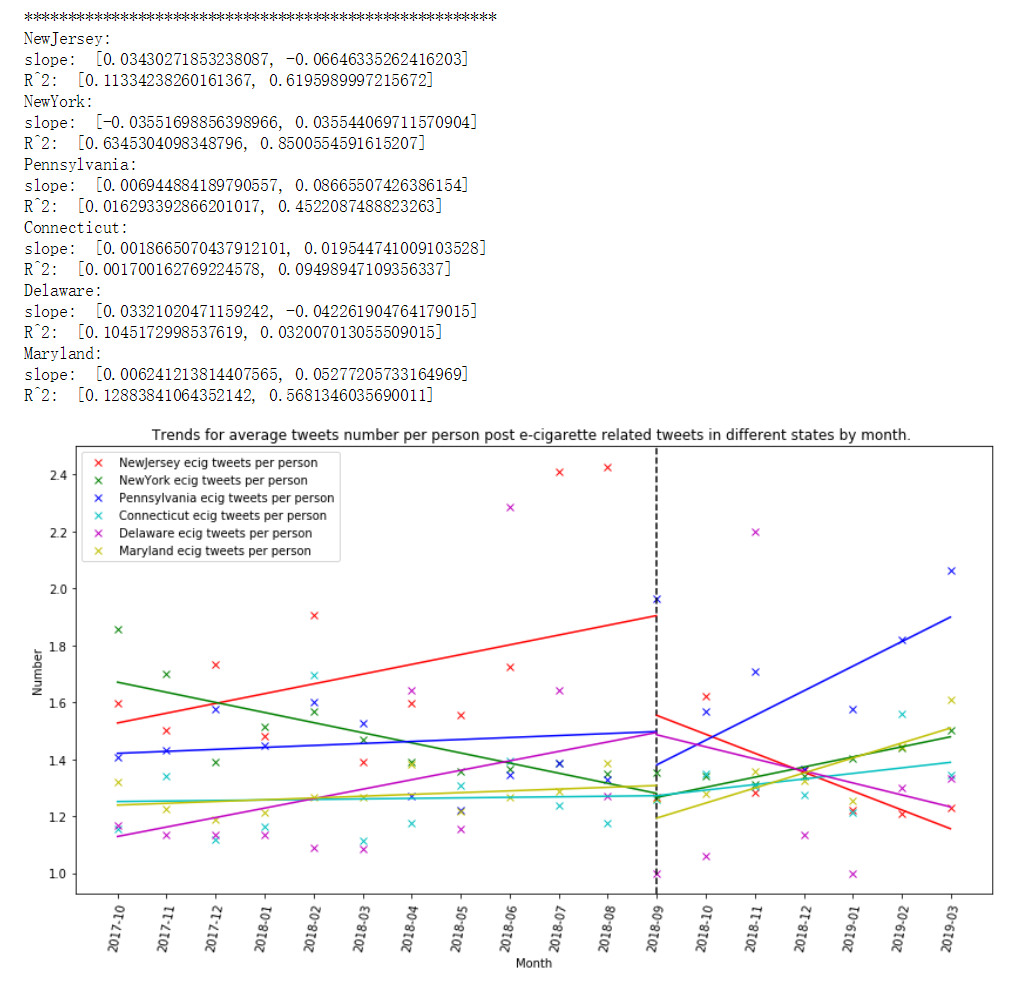 ******************************************************
NewJersey:
slope:  [0.03430271853238087, -0.06646335262416203]
R^2:  [0.11334238260161367, 0.6195989997215672]
NewYork:
slope:  [-0.03551698856398966, 0.035544069711570904]
R^2:  [0.6345304098348796, 0.8500554591615207]
Pennsylvania:
slope:  [0.006944884189790557, 0.08665507426386154]
R^2:  [0.016293392866201017, 0.4522087488823263]
Connecticut:
slope:  [0.0018665070437912101, 0.019544741009103528]
R^2:  [0.001700162769224578, 0.09498947109356337]
Delaware:
slope:  [0.03321020471159242, -0.042261904764179015]
R^2:  [0.1045172998537619, 0.032007013055509015]
Maryland:
slope:  [0.006241213814407565, 0.05277205733164969]
R^2:  [0.12883841064352142, 0.5681346035690011]
Trends for average tweets number per person post e-cigarette related tweets in different states by month.
NewJersey ecig tweets per person
NewYork ecig tweets per person
Pennsylvania ecig tweets per person
Connecticut ecig tweets per person
Delaware ecig tweets per person
Maryland ecig tweets per person
2.4
2.2
2.0
1.8
1.6
1.4
1.2
1.0
Number
2017-10
2017-11
2017-12
2018-01
2018-02
2018-03
2018-04
2018-05
2018-06
2018-07
2018-08
2018-09
2018-10
2018-11
2018-12
2019-01
2019-02
2019-03
Month